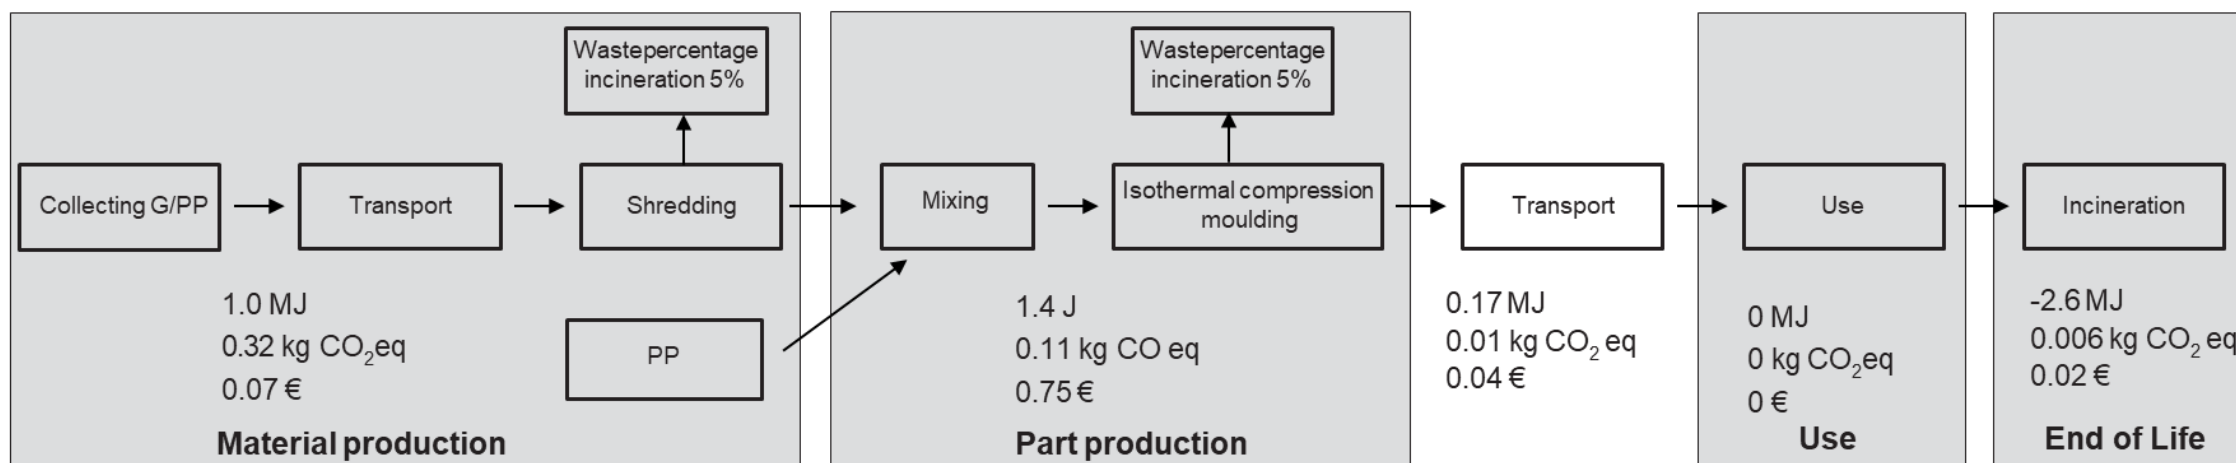 Wastepercentage
incineration 5%
Wastepercentage
incineration 5%
Collecting G/PP
Transport
Shredding
Mixing
Isothermal compression
moulding
Transport
Use
Incineration
1.0 MJ
0.32 kg CO₂eq
0.07 €
PP
1.4 J
0.11 kg CO eq
0.75 €
0.17 MJ
0.01 kg CO₂ eq
0.04 €
0 MJ
0 kg CO₂eq
0 €
-2.6 MJ
0.006 kg CO₂ eq
0.02 €
Material production
Part production
Use
End of Life